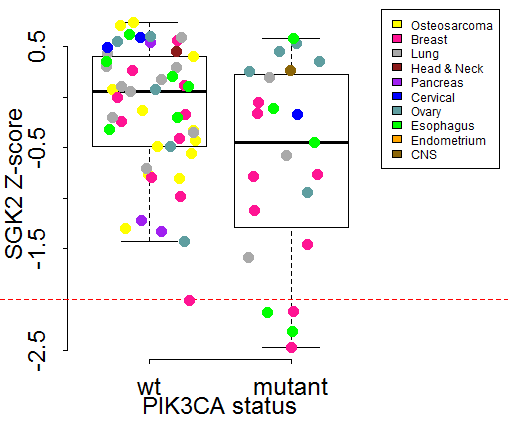 SGK2 Z-score
0.5
-0.5
-1.5
-2.5
wt
mutant
PIK3CA status
Osteosarcoma
Breast
Lung
Head & Neck
Pancreas
Cervical
Ovary
Esophagus
Endometrium
CNS